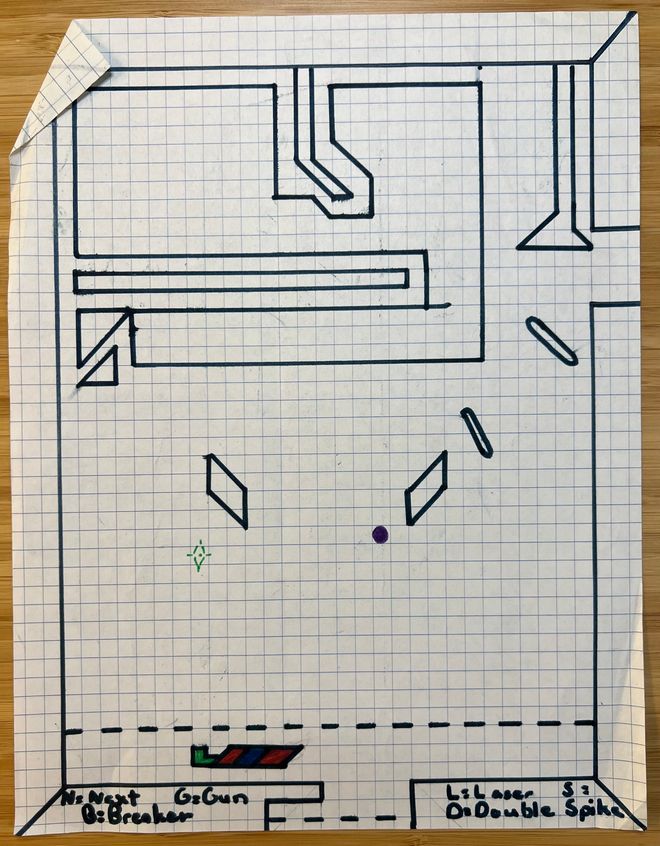 N=Next G=Gun
B=Breaker
L=Laser S=
D=Double Spike